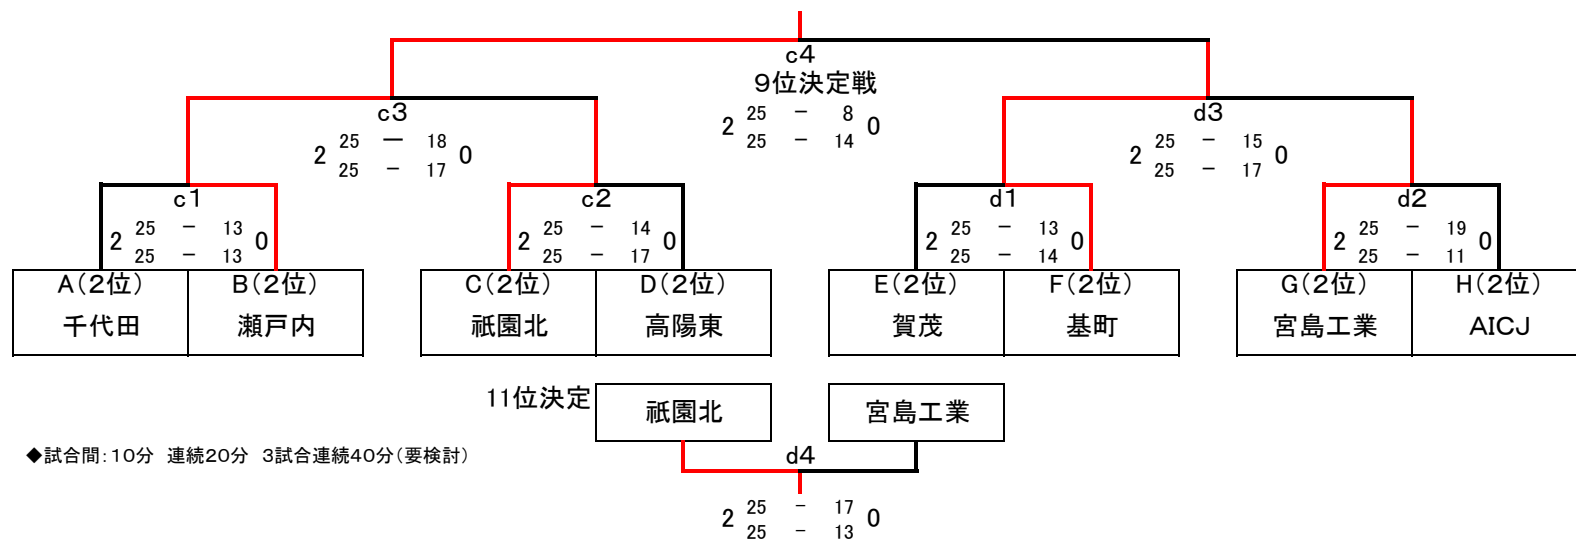 c4
9位決定戦
2 25 － 8 0
25 － 14
c3
2 25 － 18 0
25 － 17
d3
2 25 － 15 0
25 － 17
c1
2 25 － 13 0
25 － 13
c2
2 25 － 14 0
25 － 17
d1
2 25 － 13 0
25 － 14
d2
2 25 － 19 0
25 － 11
A(2位) B(2位) C(2位) D(2位) E(2位) F(2位) G(2位) H(2位)
千代田 瀬戸内 祇園北 高陽東 賀茂 基町 宮島工業 AICJ
11位決定 祇園北 宮島工業
◆試合間：10分 連続20分 3試合連続40分(要検討)
d4
2 25 － 17 0
25 － 13